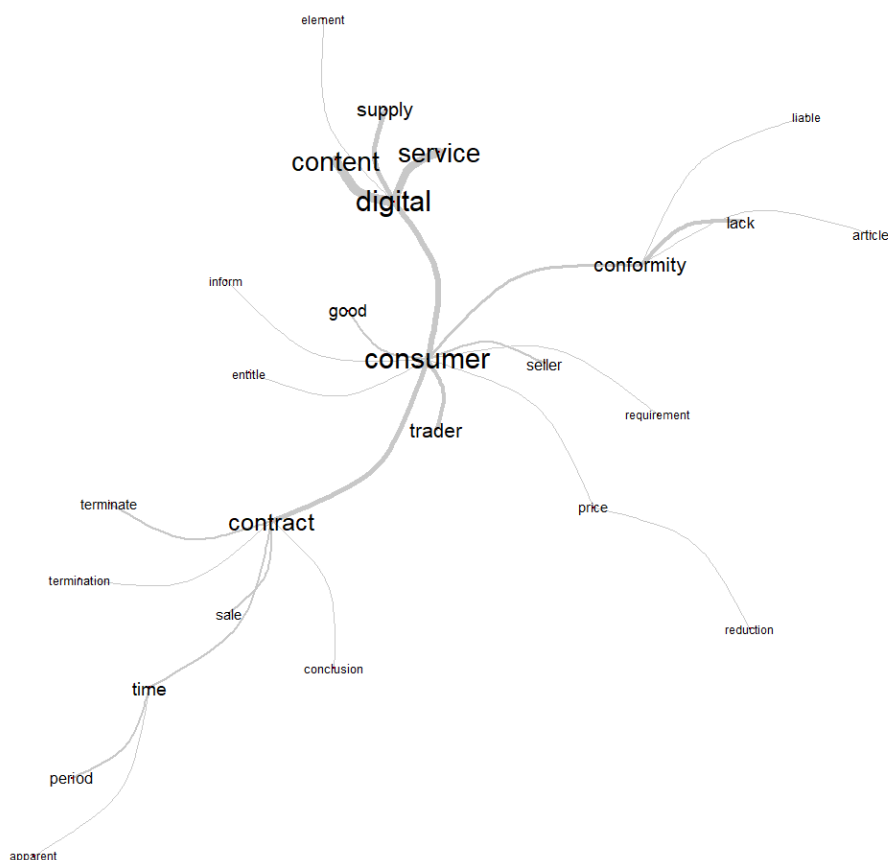 element
supply
liable
service
content
digital
lack
article
conformity
inform
good
consumer
seller
entitle
requirement
trader
terminate
price
contract
termination
sale
reduction
conclusion
time
period
apparent